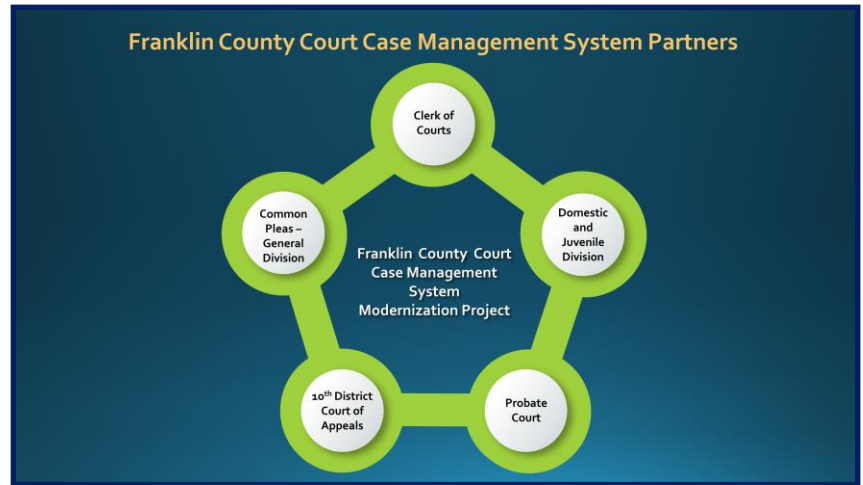 Franklin County Court Case Management System Partners
Clerk of
Courts
Common
Pleas –
General
Division
Domestic
and
Juvenile
Division
Franklin County Court
Case Management
System
Modernization Project
10th District
Court of
Appeals
Probate
Court